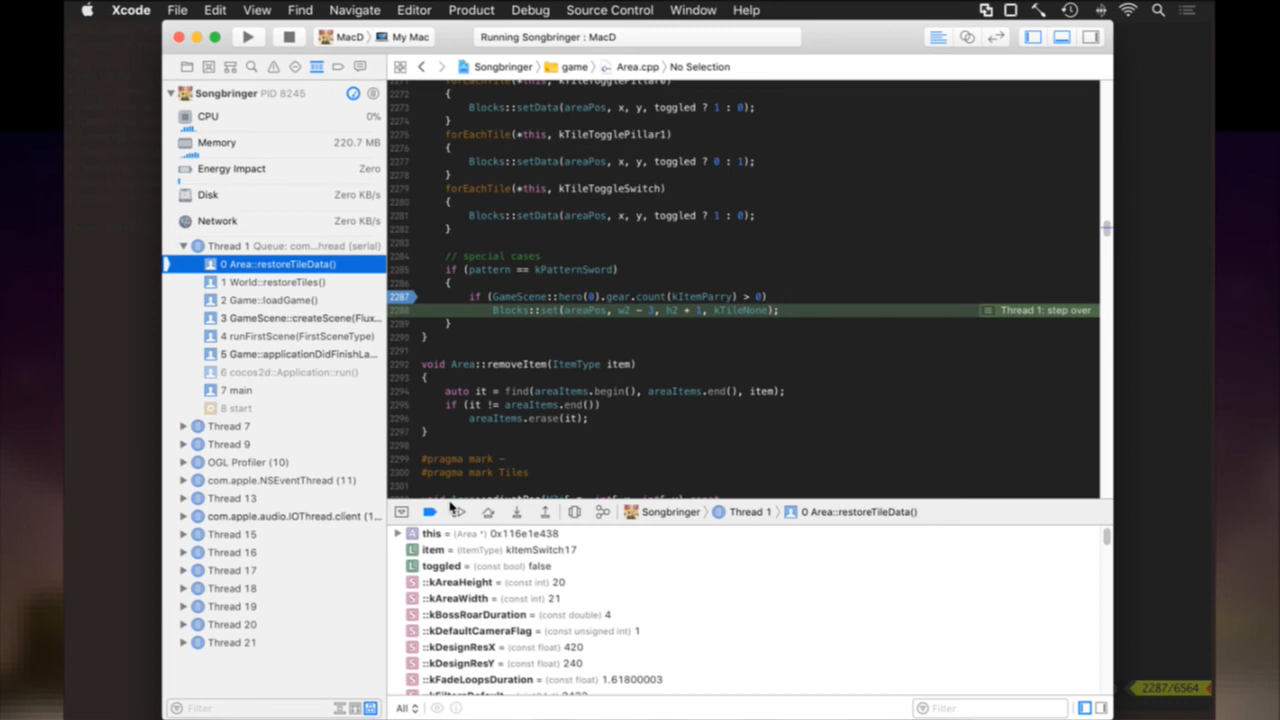 Xcode File Edit View Find Navigate Editor Product Debug Source Control Window Help
MacD My Mac
Running Songbringer : MacD
Songbringer game Area.cpp No Selection
Songbringer PID 8245
CPU 0%
Memory 220.7 MB
Energy Impact Zero
Disk Zero KB/s
Network Zero KB/s
Thread 1 Queue: com...hread (serial)
0 Area::restoreTileData()
1 World::restoreTiles()
2 Game::loadGame()
3 GameScene::createScene(Flux...
4 runFirstScene(FirstSceneType)
5 Game::applicationDidFinishLa...
6 cocos2d::Application::run()
7 main
8 start
Thread 7
Thread 9
OGL Profiler (10)
com.apple.NSEventThread (11)
Thread 13
com.apple.audio.IOThread.client (1...
Thread 15
Thread 16
Thread 17
Thread 18
Thread 19
Thread 20
Thread 21
Filter
2272 {
2273 Blocks::setData(areaPos, x, y, toggled ? 1 : 0);
2274 }
2275 forEachTile(*this, kTileTogglePillar1)
2276 {
2277 Blocks::setData(areaPos, x, y, toggled ? 0 : 1);
2278 }
2279 forEachTile(*this, kTileToggleSwitch)
2280 {
2281 Blocks::setData(areaPos, x, y, toggled ? 1 : 0);
2282 }
2283
2284 // special cases
2285 if (pattern == kPatternSword)
2286 {
2287 if (GameScene::hero(0).gear.count(kItemParry) > 0)
2288 Blocks::set(areaPos, w2 - 3, h2 + 1, kTileNone); Thread 1: step over
2289 }
2290 }
2291
2292 void Area::removeItem(ItemType item)
2293 {
2294 auto it = find(areaItems.begin(), areaItems.end(), item);
2295 if (it != areaItems.end())
2296 areaItems.erase(it);
2297 }
2298
2299 #pragma mark -
2300 #pragma mark Tiles
2301
Songbringer Thread 1 0 Area::restoreTileData()
A this = (Area *) 0x116e1e438
L item = (ItemType) kItemSwitch17
L toggled = (const bool) false
S ::kAreaHeight = (const int) 20
S ::kAreaWidth = (const int) 21
S ::kBossRoarDuration = (const double) 4
S ::kDefaultCameraFlag = (const unsigned int) 1
S ::kDesignResX = (const float) 420
S ::kDesignResY = (const float) 240
S ::kFadeLoopsDuration = (const float) 1.61800003
All Filter
2287/6564